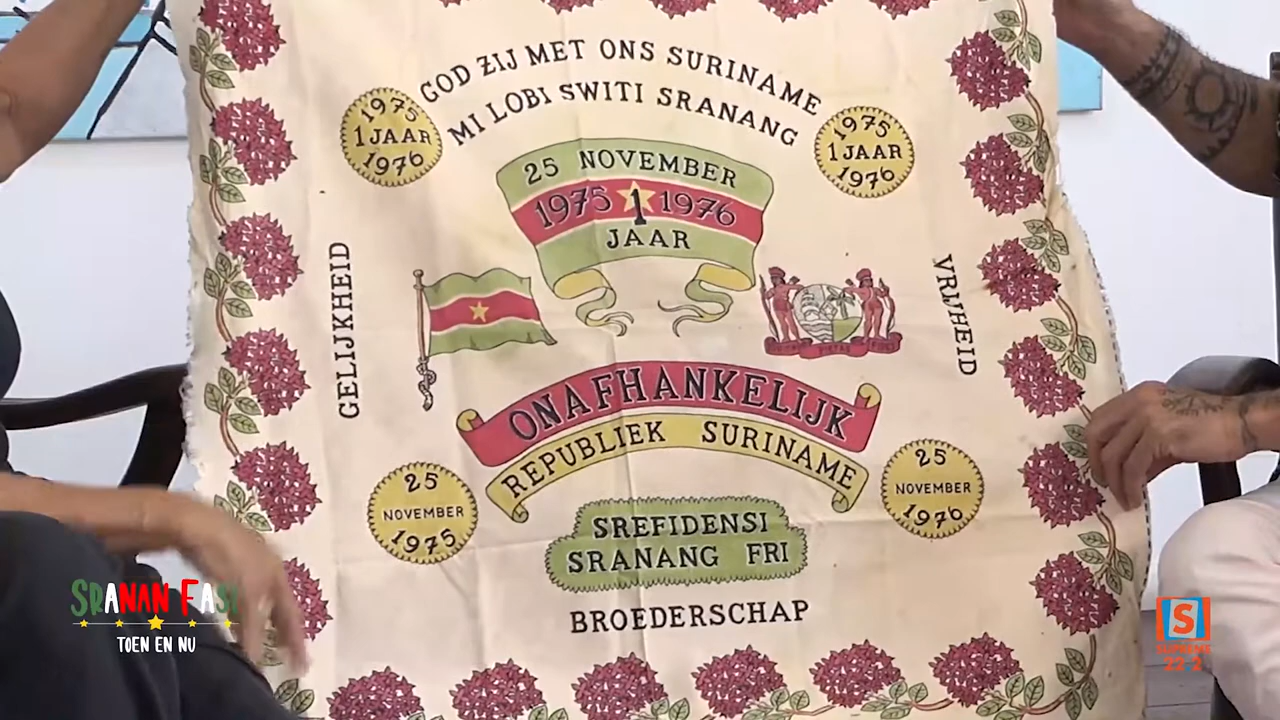 GOD ZIJ MET ONS SURINAME
MI LOBI SWITI SRANANG
1975
1 JAAR
1976
1975
1 JAAR
1976
25 NOVEMBER
1975 1 1976
JAAR
GELIJKHEID
VRIJHEID
ONAFHANKELIJK
REPUBLIEK SURINAME
25
NOVEMBER
1975
25
NOVEMBER
1976
SREFIDENSI
SRANANG FRI
BROEDERSCHAP
SRANAN FASI
TOEN EN NU
S
22-2